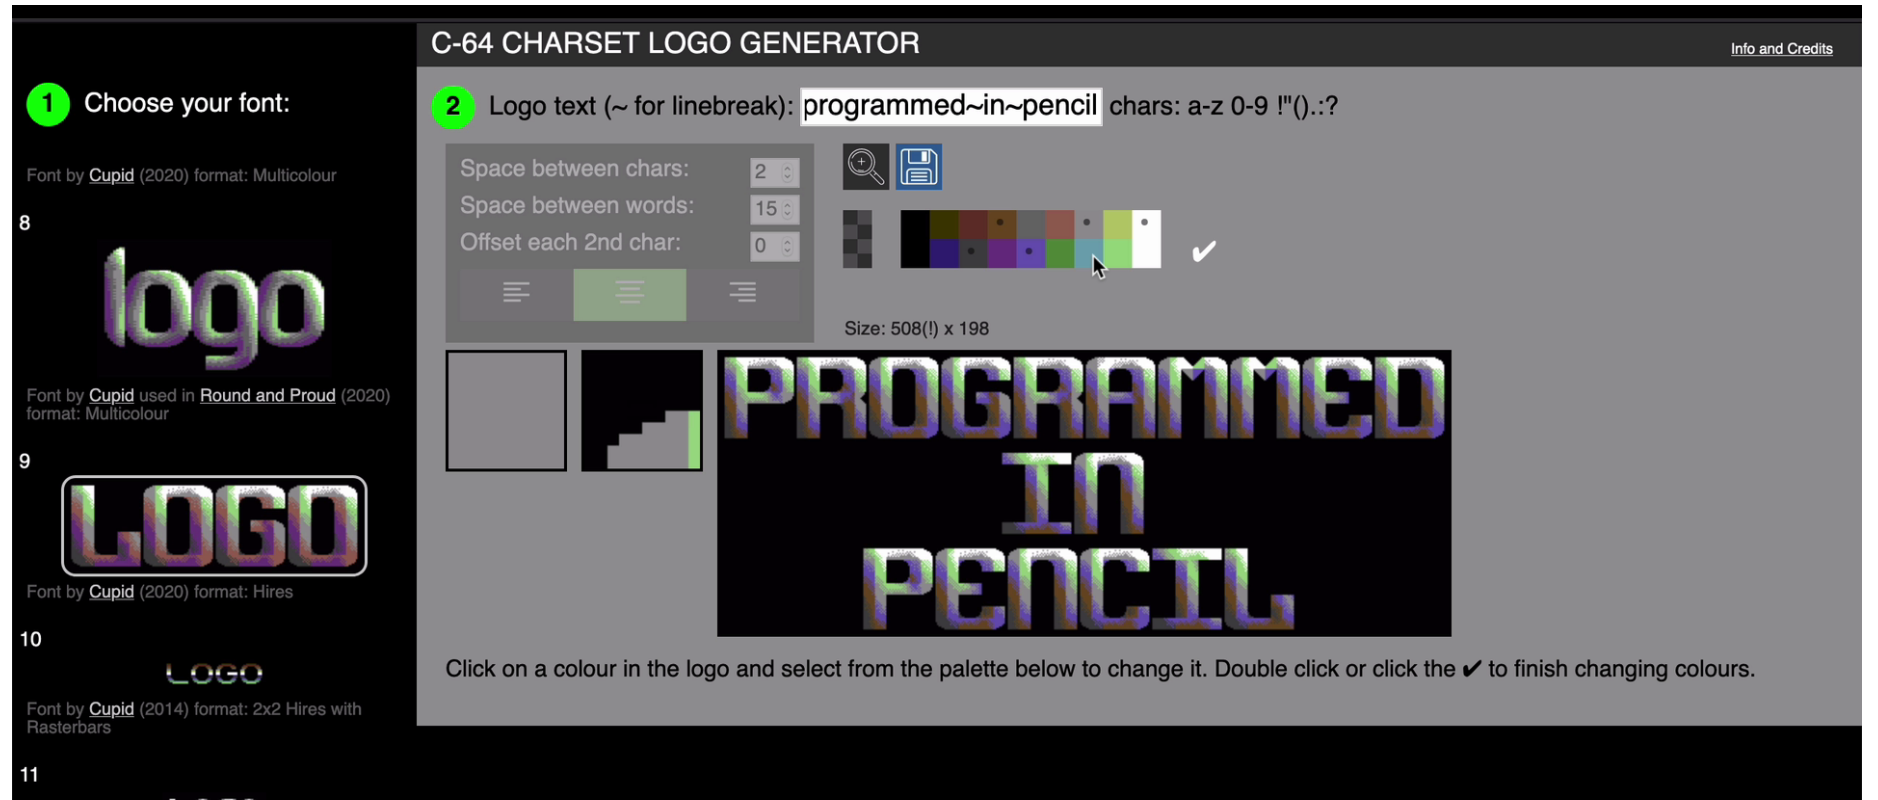 C-64 CHARSET LOGO GENERATOR
Info and Credits
1 Choose your font:
Font by Cupid (2020) format: Multicolour
8
logo
Font by Cupid used in Round and Proud (2020)
format: Multicolour
9
LOGO
Font by Cupid (2020) format: Hires
10
LOGO
Font by Cupid (2014) format: 2x2 Hires with
Rasterbars
11
2 Logo text (~ for linebreak): programmed~in~pencil chars: a-z 0-9 !"().:?
Space between chars: 2
Space between words: 15
Offset each 2nd char: 0
Size: 508(!) x 198
PROGRAMMED
IN
PENCIL
Click on a colour in the logo and select from the palette below to change it. Double click or click the ✔ to finish changing colours.